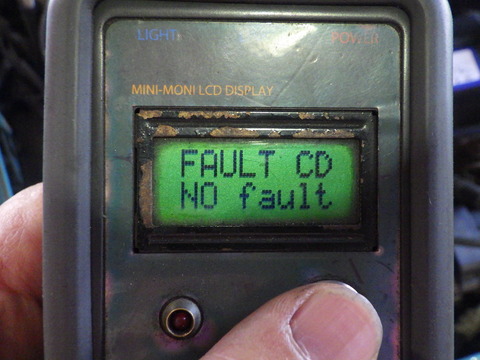 LIGHT
POWER
MINI-MONI LCD DISPLAY
FAULT CD
NO fault